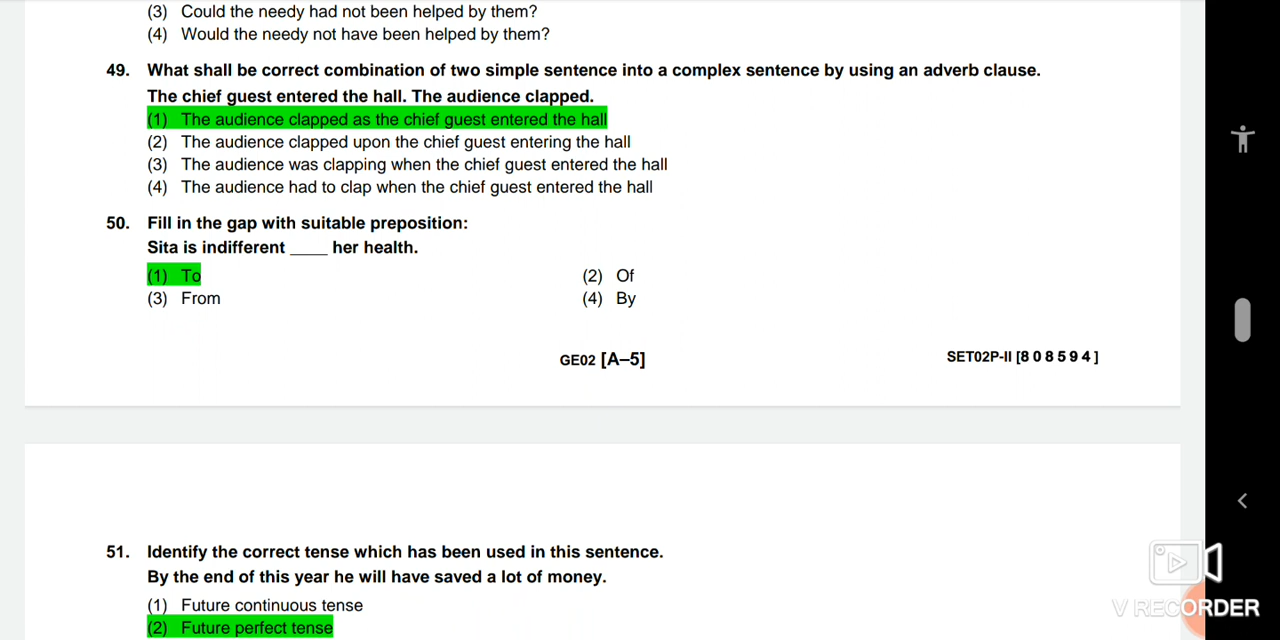 (3) Could the needy had not been helped by them?
(4) Would the needy not have been helped by them?
49. What shall be correct combination of two simple sentence into a complex sentence by using an adverb clause.
The chief guest entered the hall. The audience clapped.
(1) The audience clapped as the chief guest entered the hall
(2) The audience clapped upon the chief guest entering the hall
(3) The audience was clapping when the chief guest entered the hall
(4) The audience had to clap when the chief guest entered the hall
50. Fill in the gap with suitable preposition:
Sita is indifferent ____ her health.
(1) To (2) Of
(3) From (4) By
GE02 [A–5] SET02P-II [8 0 8 5 9 4]
51. Identify the correct tense which has been used in this sentence.
By the end of this year he will have saved a lot of money.
(1) Future continuous tense
(2) Future perfect tense
V RECORDER